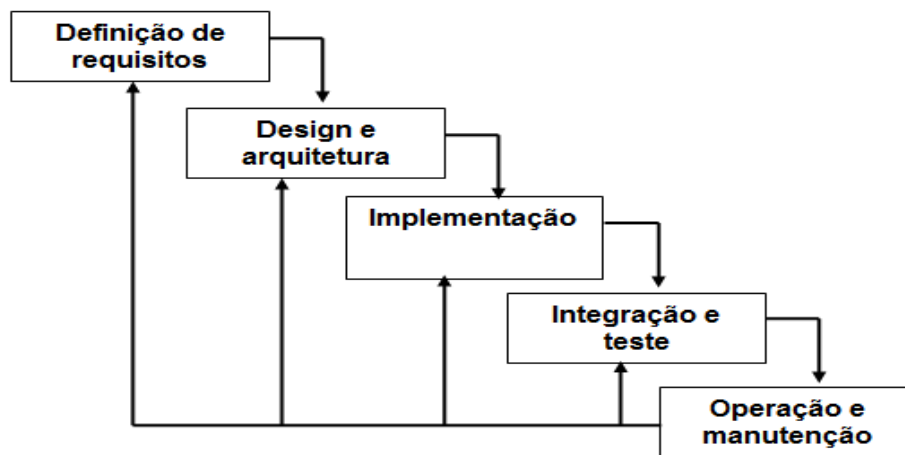 Definição de
requisitos
Design e
arquitetura
Implementação
Integração e
teste
Operação e
manutenção